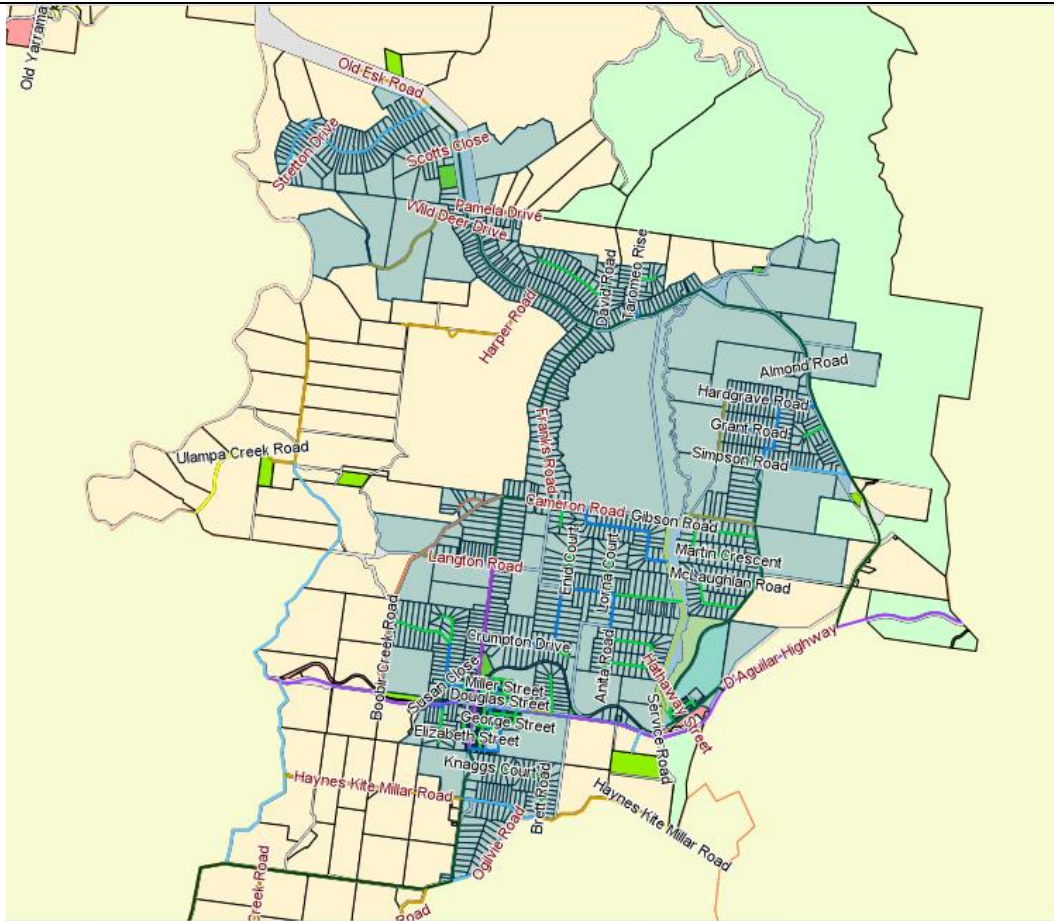 Old Yarrama
Old Esk Road
Stretton Drive
Scotts Close
Pamela Drive
Wild Deer Drive
David Road
Taromeo Rise
Harper Road
Almond Road
Hardgrave Road
Franks Road
Grant Road
Ulampa Creek Road
Simpson Road
Cameron Road
Gibson Road
Enid Court
Lorna Court
Martin Crescent
Langton Road
McLaughlan Road
Boobir Creek Road
Crumpton Drive
Anita Road
D'Aguilar Highway
Susan Close
Miller Street
Hathaway Street
Douglas Street
Service Road
George Street
Elizabeth Street
Knaggs Court
Haynes Kite Millar Road
Brett Road
Haynes Kite Millar Road
Ogilvie Road
Creek Road
Road